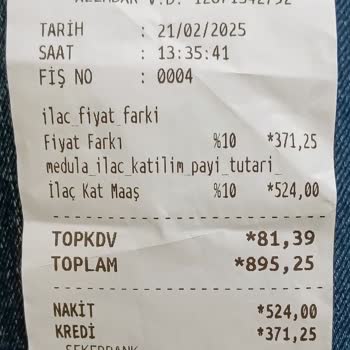 TARİH : 21/02/2025
SAAT : 13:35:41
FİŞ NO : 0004
ilac_fiyat_farki
Fiyat Farkı %10 *371,25
medula_ilac_katilim_payi_tutari_
İlaç Kat Maaş %10 *524,00
TOPKDV *81,39
TOPLAM *895,25
NAKİT *524,00
KREDİ *371,25